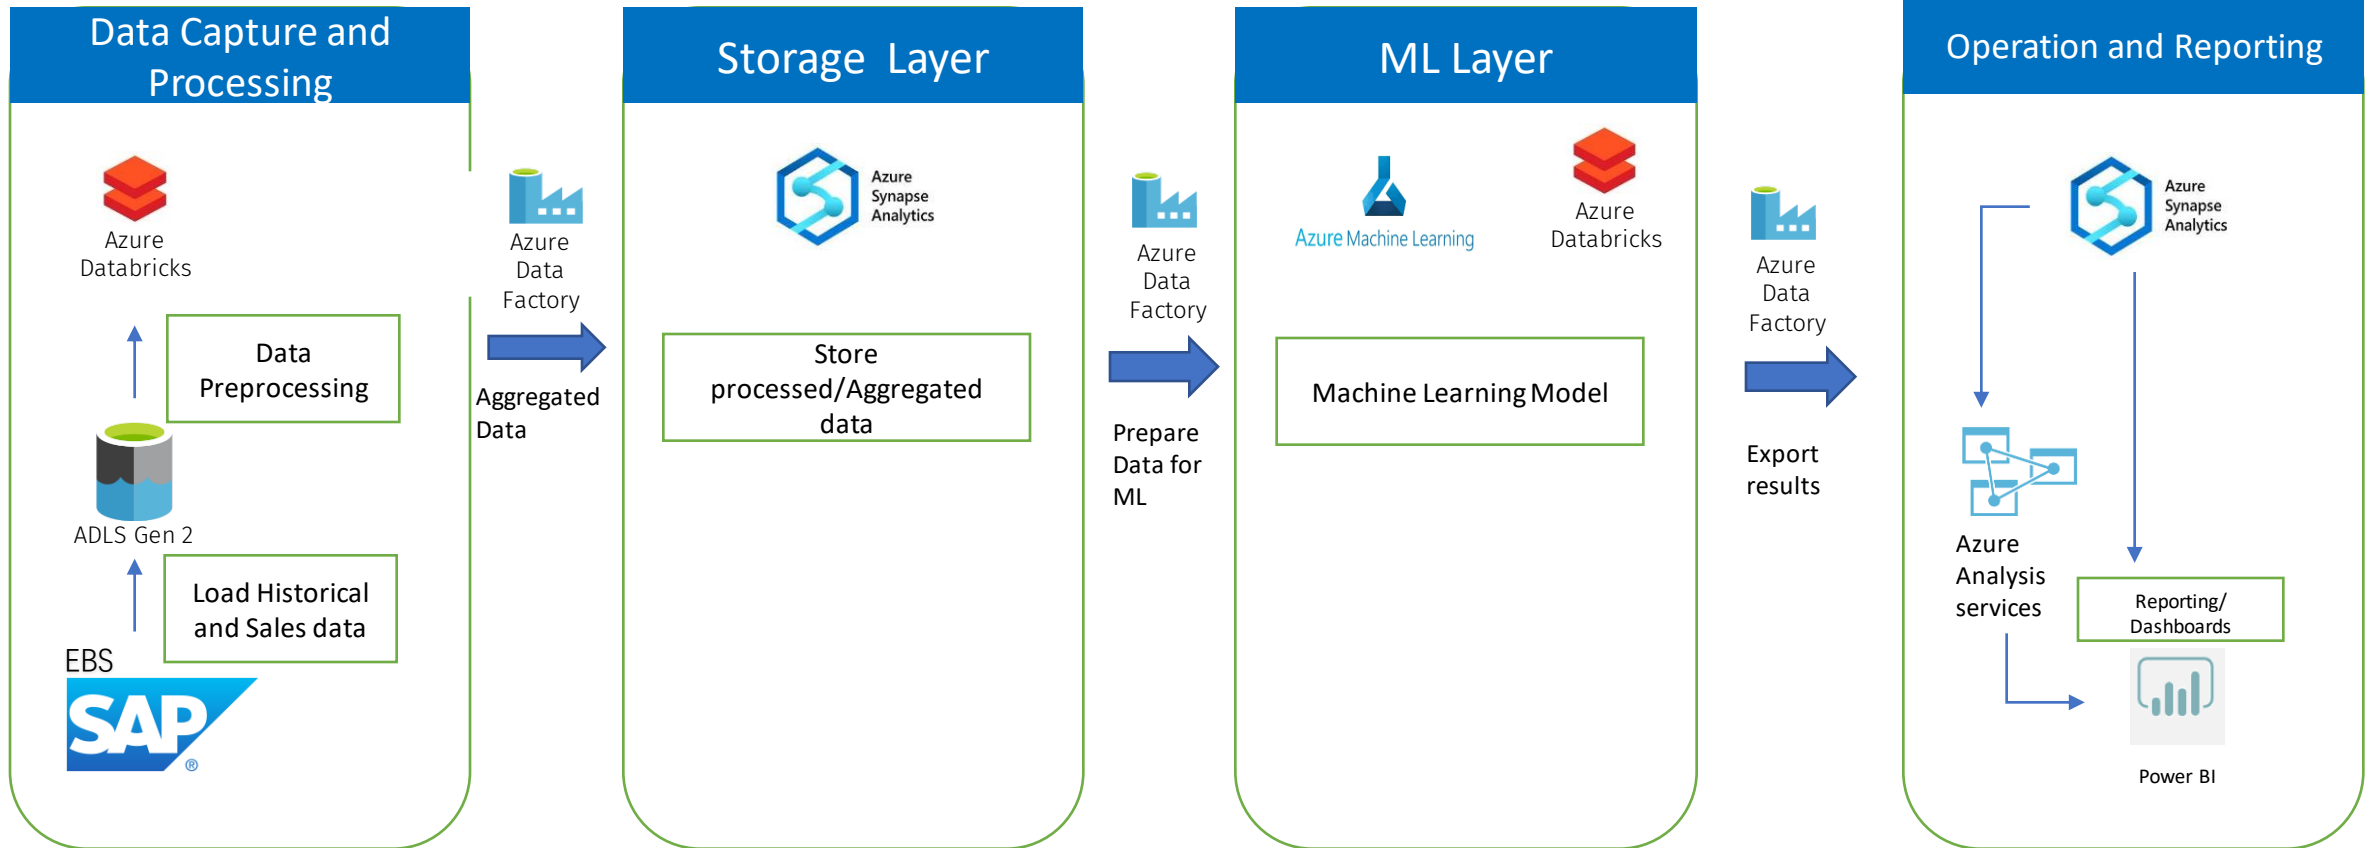 Data Capture and
Processing
Azure
Databricks
Data
Preprocessing
ADLS Gen 2
Load Historical
and Sales data
EBS
SAP
®
Azure
Data
Factory
Aggregated
Data
Storage Layer
Azure
Synapse
Analytics
Store
processed/Aggregated
data
Azure
Data
Factory
Prepare
Data for
ML
ML Layer
Azure Machine Learning
Azure
Databricks
Machine Learning Model
Azure
Data
Factory
Export
results
Operation and Reporting
Azure
Synapse
Analytics
Azure
Analysis
services
Reporting/
Dashboards
Power BI